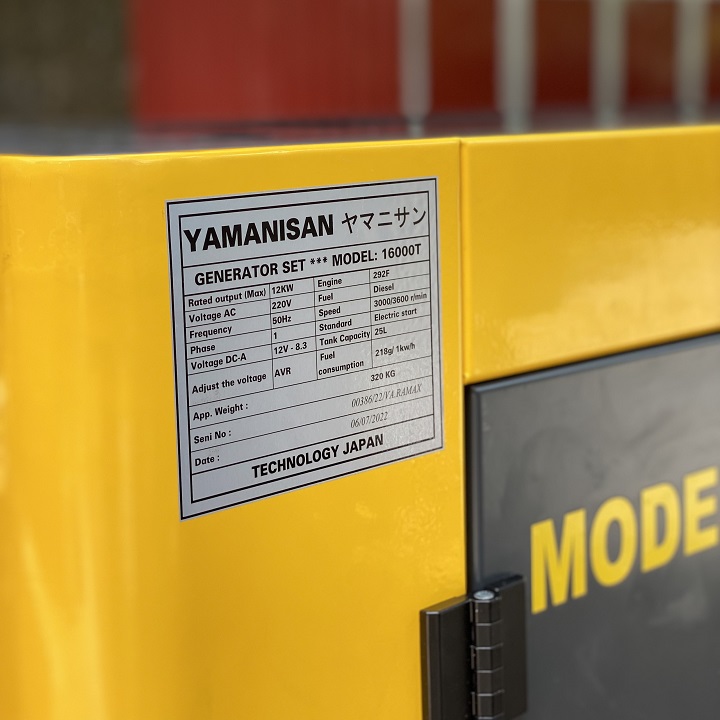 YAMANISAN ヤマニサン
GENERATOR SET *** MODEL: 16000T
Rated output (Max) 12KW Engine 292F
Voltage AC 220V Fuel Diesel
Frequency 50Hz Speed 3000/3600 r/min
Phase 1 Standard Electric start
Voltage DC-A 12V - 8.3 Tank Capacity 25L
Adjust the voltage AVR Fuel consumption 218g/ 1kw/h
App. Weight : 320 KG
Seni No : 00386/22/YA.RAMAX
Date : 06/07/2022
TECHNOLOGY JAPAN
MODE